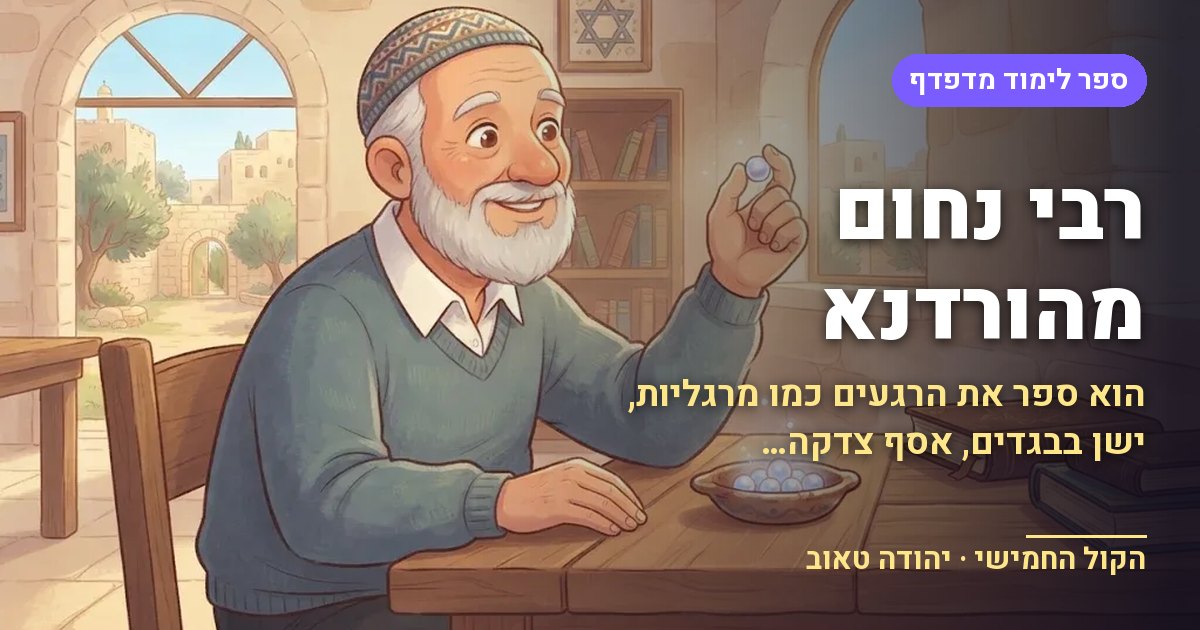 ספר לימוד מדפדף
רבי נחום
מהורדנא
הוא ספר את הרגעים כמו מרגליות,
ישן בבגדים, אסף צדקה...
הקול החמישי · יהודה טאוב